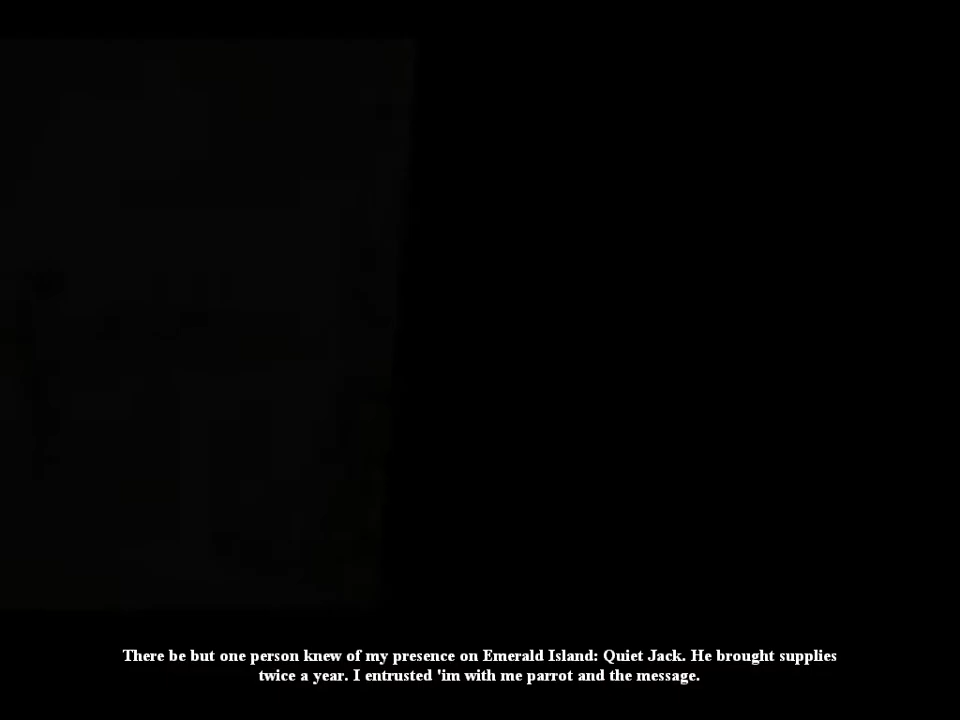 There be but one person knew of my presence on Emerald Island: Quiet Jack. He brought supplies
twice a year. I entrusted 'im with me parrot and the message.